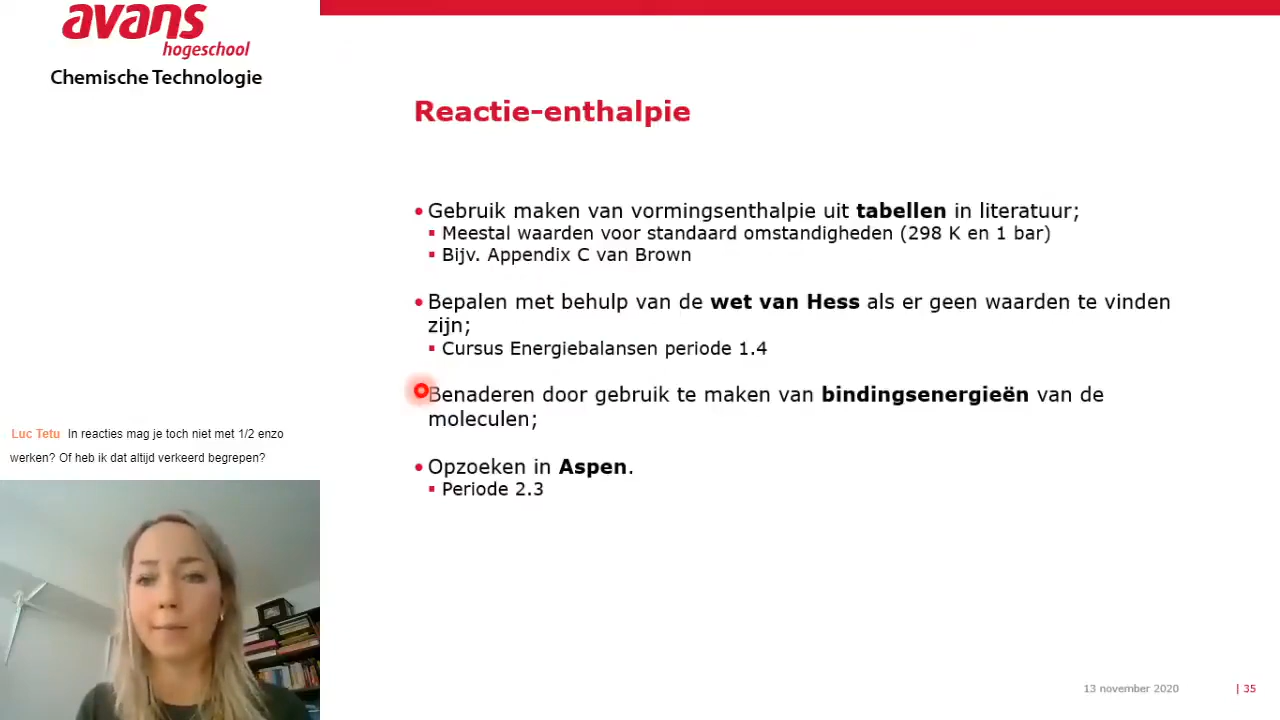 avans
hogeschool
Chemische Technologie
Reactie-enthalpie
Gebruik maken van vormingsenthalpie uit tabellen in literatuur;
Meestal waarden voor standaard omstandigheden (298 K en 1 bar)
Bijv. Appendix C van Brown
Bepalen met behulp van de wet van Hess als er geen waarden te vinden
zijn;
Cursus Energiebalansen periode 1.4
Benaderen door gebruik te maken van bindingsenergieën van de
moleculen;
Opzoeken in Aspen.
Periode 2.3
Luc Tetu In reacties mag je toch niet met 1/2 enzo
werken? Of heb ik dat altijd verkeerd begrepen?
13 november 2020 | 35